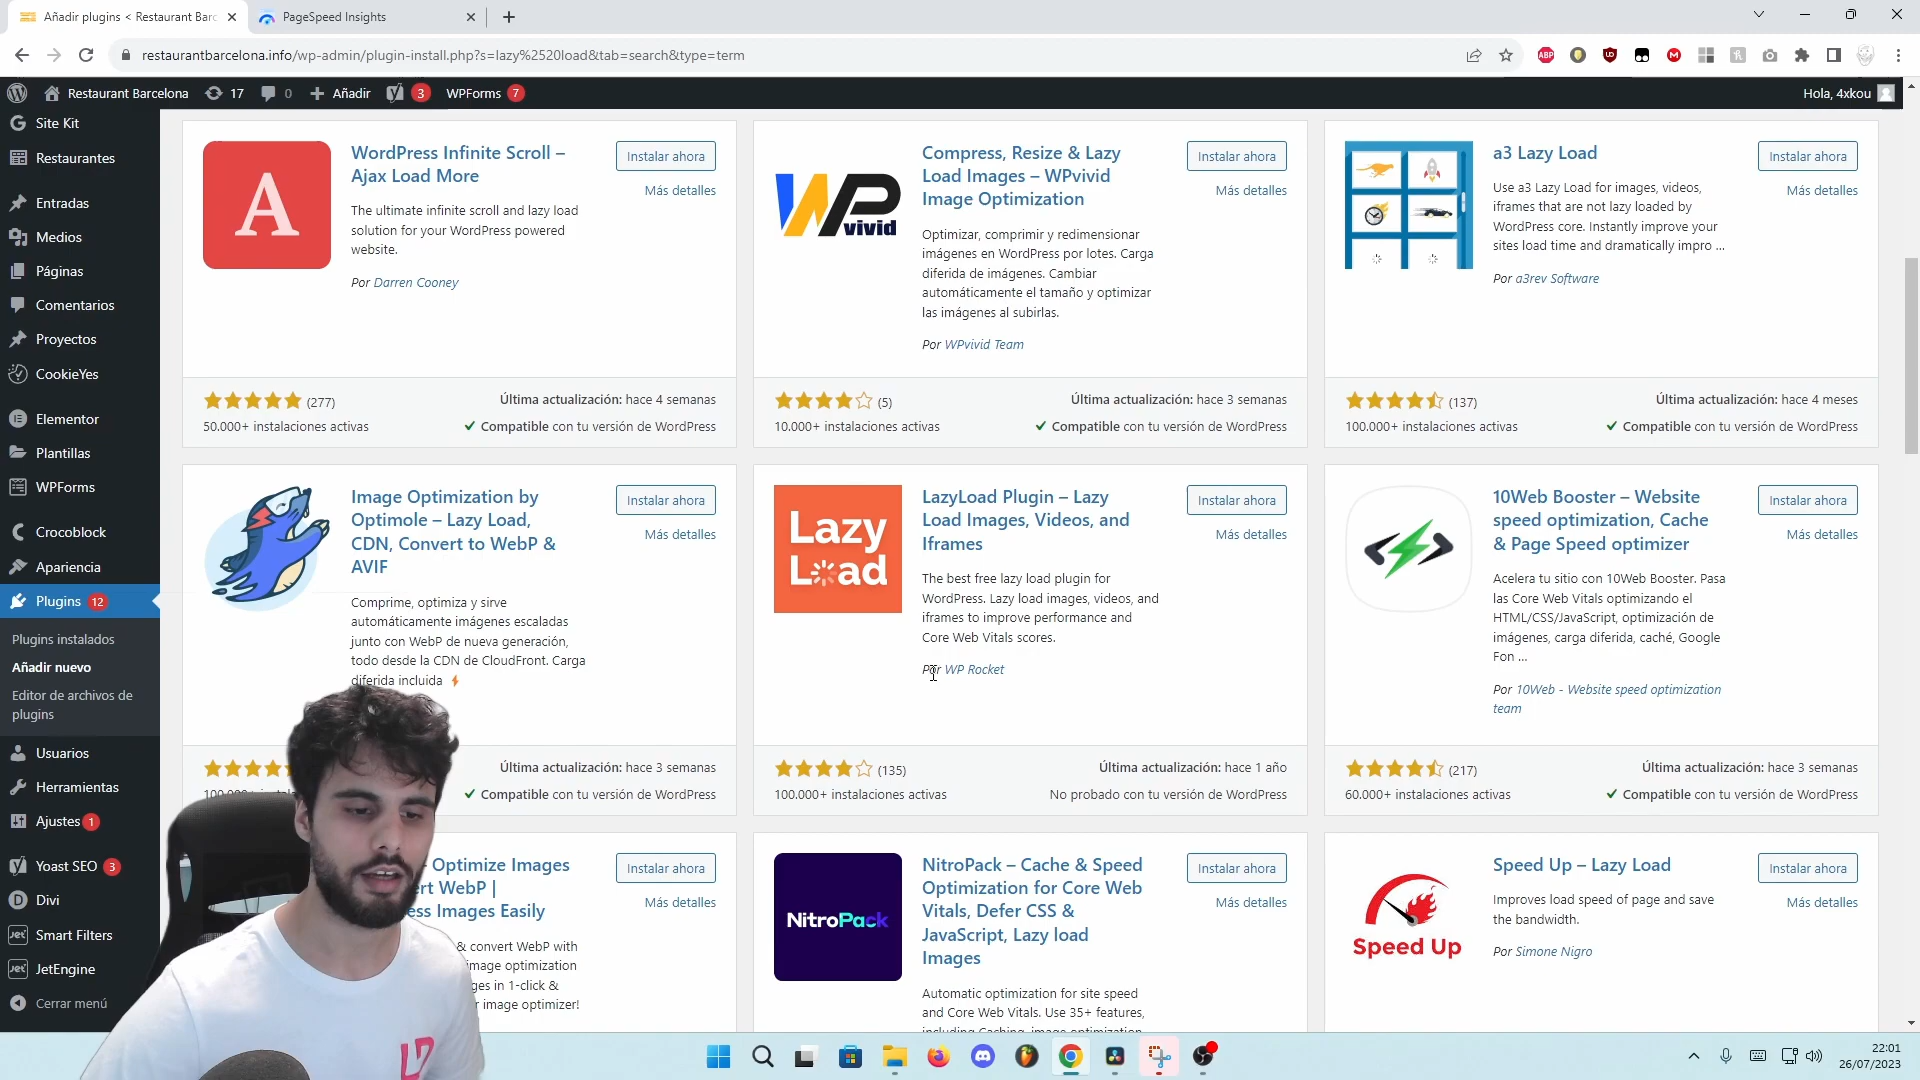 Añadir plugins < Restaurant Barc
PageSpeed Insights
restaurantbarcelona.info/wp-admin/plugin-install.php?s=lazy%2520load&tab=search&type=term
ABP
Restaurant Barcelona
17
0
Añadir
3
WPForms
7
Hola, 4xkou
Site Kit
Restaurantes
Entradas
Medios
Páginas
Comentarios
Proyectos
CookieYes
Elementor
Plantillas
WPForms
Crocoblock
Apariencia
Plugins 12
Plugins instalados
Añadir nuevo
Editor de archivos de
plugins
Usuarios
Herramientas
Ajustes 1
Yoast SEO 3
Divi
Smart Filters
JetEngine
Cerrar menú
A
WordPress Infinite Scroll –
Ajax Load More
Instalar ahora
Más detalles
The ultimate infinite scroll and lazy load
solution for your WordPress powered
website.
Por Darren Cooney
(277)
Última actualización: hace 4 semanas
50.000+ instalaciones activas
Compatible con tu versión de WordPress
WP
vivid
Compress, Resize & Lazy
Load Images – WPvivid
Image Optimization
Instalar ahora
Más detalles
Optimizar, comprimir y redimensionar
imágenes en WordPress por lotes. Carga
diferida de imágenes. Cambiar
automáticamente el tamaño y optimizar
las imágenes al subirlas.
Por WPvivid Team
(5)
Última actualización: hace 3 semanas
10.000+ instalaciones activas
Compatible con tu versión de WordPress
a3 Lazy Load
Instalar ahora
Más detalles
Use a3 Lazy Load for images, videos,
iframes that are not lazy loaded by
WordPress core. Instantly improve your
sites load time and dramatically impro ...
Por a3rev Software
(137)
Última actualización: hace 4 meses
100.000+ instalaciones activas
Compatible con tu versión de WordPress
Image Optimization by
Optimole – Lazy Load,
CDN, Convert to WebP &
AVIF
Instalar ahora
Más detalles
Comprime, optimiza y sirve
automáticamente imágenes escaladas
junto con WebP de nueva generación,
todo desde la CDN de CloudFront. Carga
diferida incluida
Última actualización: hace 3 semanas
Compatible con tu versión de WordPress
Lazy
Load
LazyLoad Plugin – Lazy
Load Images, Videos, and
Iframes
Instalar ahora
Más detalles
The best free lazy load plugin for
WordPress. Lazy load images, videos, and
iframes to improve performance and
Core Web Vitals scores.
Por WP Rocket
(135)
Última actualización: hace 1 año
100.000+ instalaciones activas
No probado con tu versión de WordPress
10Web Booster – Website
speed optimization, Cache
& Page Speed optimizer
Instalar ahora
Más detalles
Acelera tu sitio con 10Web Booster. Pasa
las Core Web Vitals optimizando el
HTML/CSS/JavaScript, optimización de
imágenes, carga diferida, caché, Google
Fon ...
Por 10Web - Website speed optimization
team
(217)
Última actualización: hace 3 semanas
60.000+ instalaciones activas
Compatible con tu versión de WordPress
Optimize Images
WebP |
Images Easily
Instalar ahora
Más detalles
& convert WebP with
image optimization
in 1-click &
image optimizer!
NitroPack
NitroPack – Cache & Speed
Optimization for Core Web
Vitals, Defer CSS &
JavaScript, Lazy load
Images
Instalar ahora
Más detalles
Automatic optimization for site speed
and Core Web Vitals. Use 35+ features,
including Caching, image optimization
Speed Up
Speed Up – Lazy Load
Instalar ahora
Más detalles
Improves load speed of page and save
the bandwidth.
Por Simone Nigro
22:01
26/07/2023